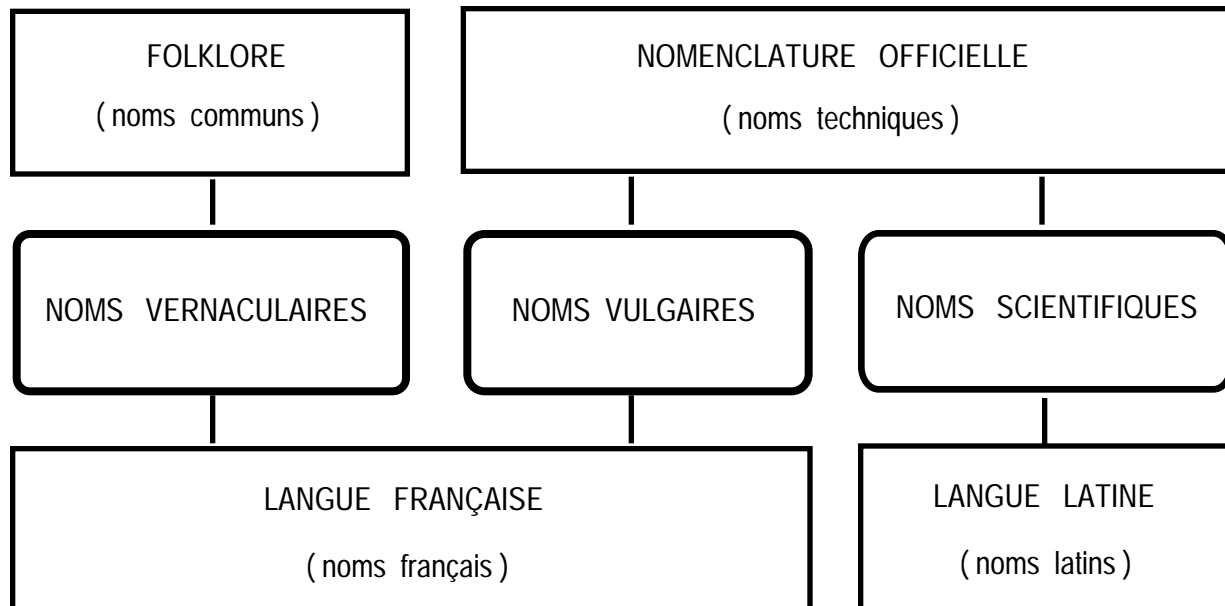 FOLKLORE
( noms communs )
NOMENCLATURE OFFICIELLE
( noms techniques )
NOMS VERNACULAIRES
NOMS VULGAIRES
NOMS SCIENTIFIQUES
LANGUE FRANÇAISE
( noms français )
LANGUE LATINE
( noms latins )